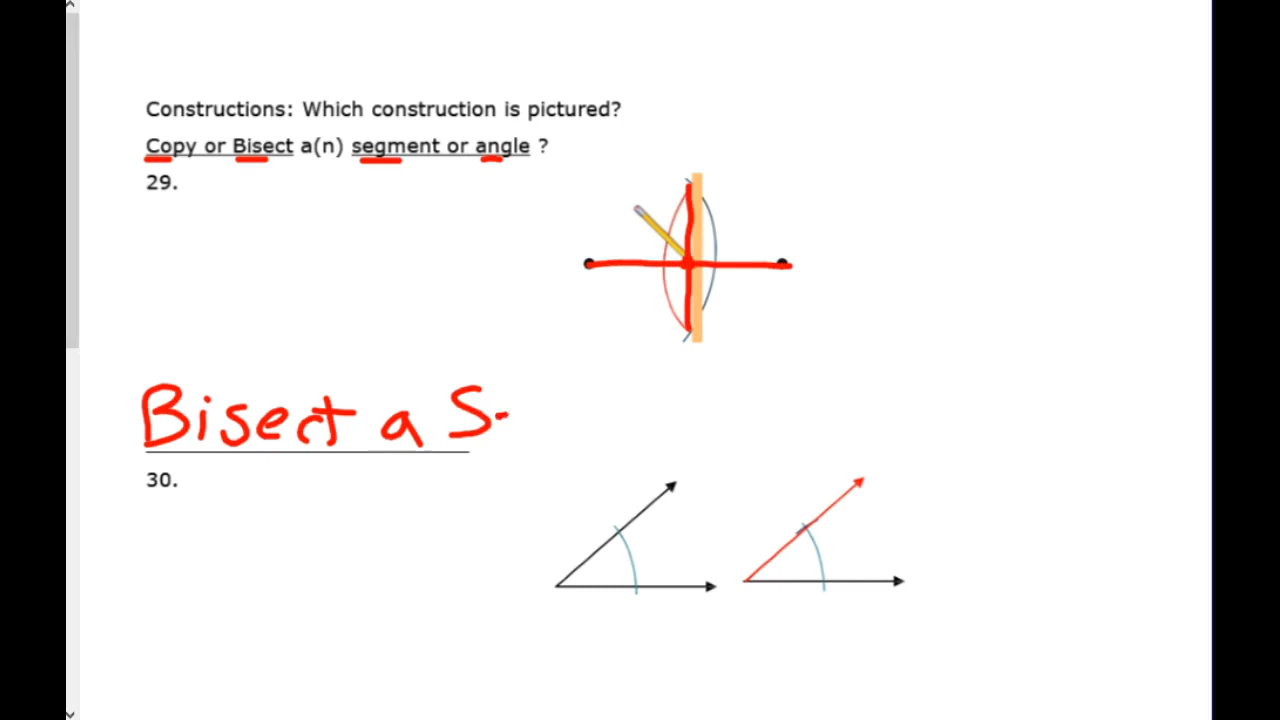 Constructions: Which construction is pictured?
Copy or Bisect a(n) segment or angle ?
29.
Bisect a S
30.